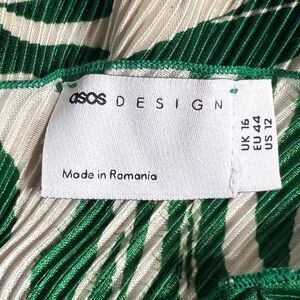 asos DESIGN
Made in Romania
UK 16
EU 44
US 12